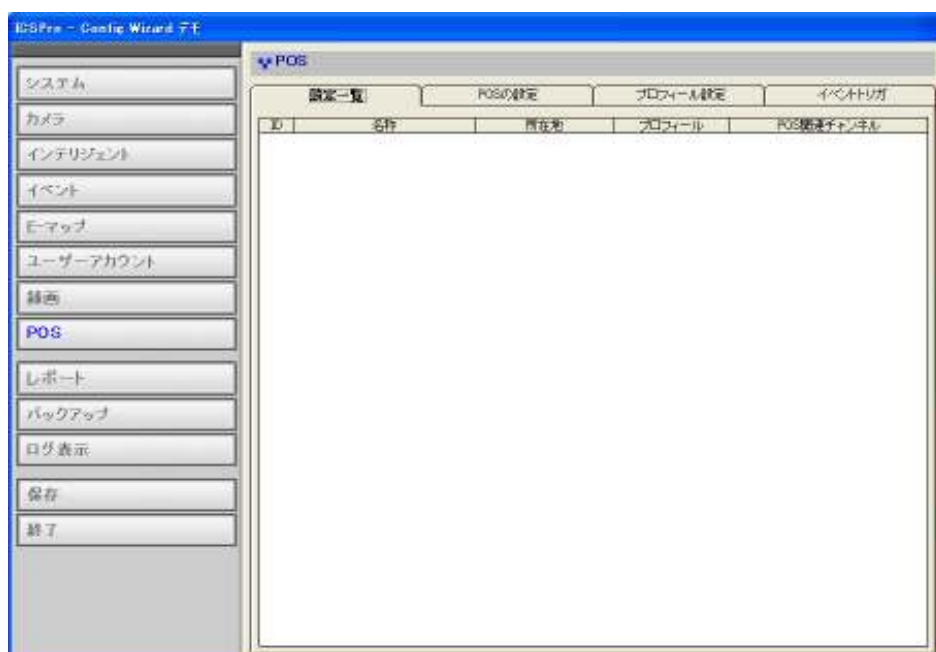 ICSPro - Config Wizard デモ
システム
カメラ
インテリジェント
イベント
E-マップ
ユーザーアカウント
録画
POS
レポート
バックアップ
ログ表示
保存
終了
POS
設定一覧 POSの設定 プロフィール設定 イベントトリガ
ID 名称 所在地 プロフィール POS関連チャンネル